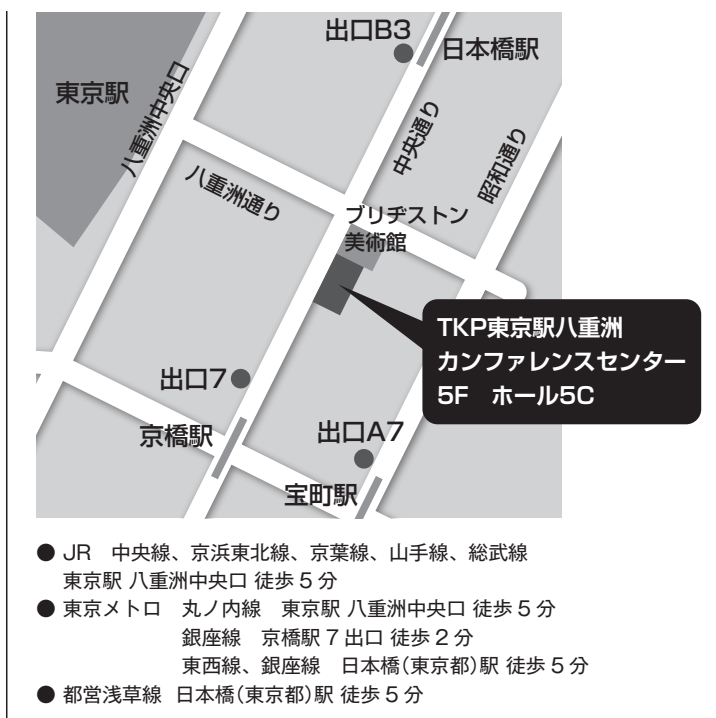 出口B3
日本橋駅
東京駅
八重洲中央口
中央通り
昭和通り
八重洲通り
ブリヂストン
美術館
TKP東京駅八重洲
カンファレンスセンター
5F　ホール5C
出口7
京橋駅
出口A7
宝町駅
● JR　中央線、京浜東北線、京葉線、山手線、総武線
東京駅 八重洲中央口 徒歩5分
● 東京メトロ　丸ノ内線　東京駅 八重洲中央口 徒歩5分
銀座線　京橋駅7出口 徒歩2分
東西線、銀座線　日本橋(東京都)駅 徒歩5分
● 都営浅草線 日本橋(東京都)駅 徒歩5分